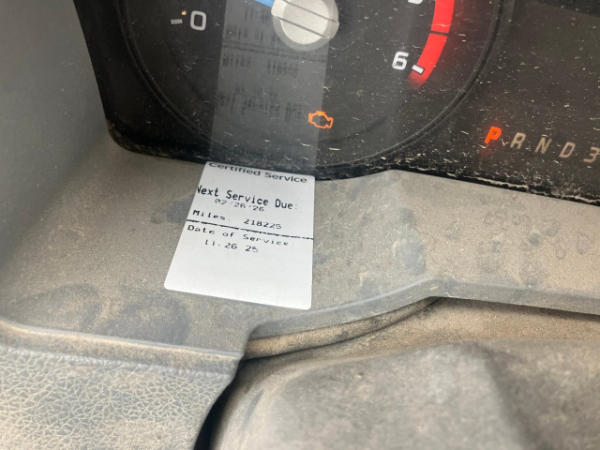 0
6
P R N D 3
Certified Service
Next Service Due:
02 26 26
Miles. 218225
Date of Service
11.26 25